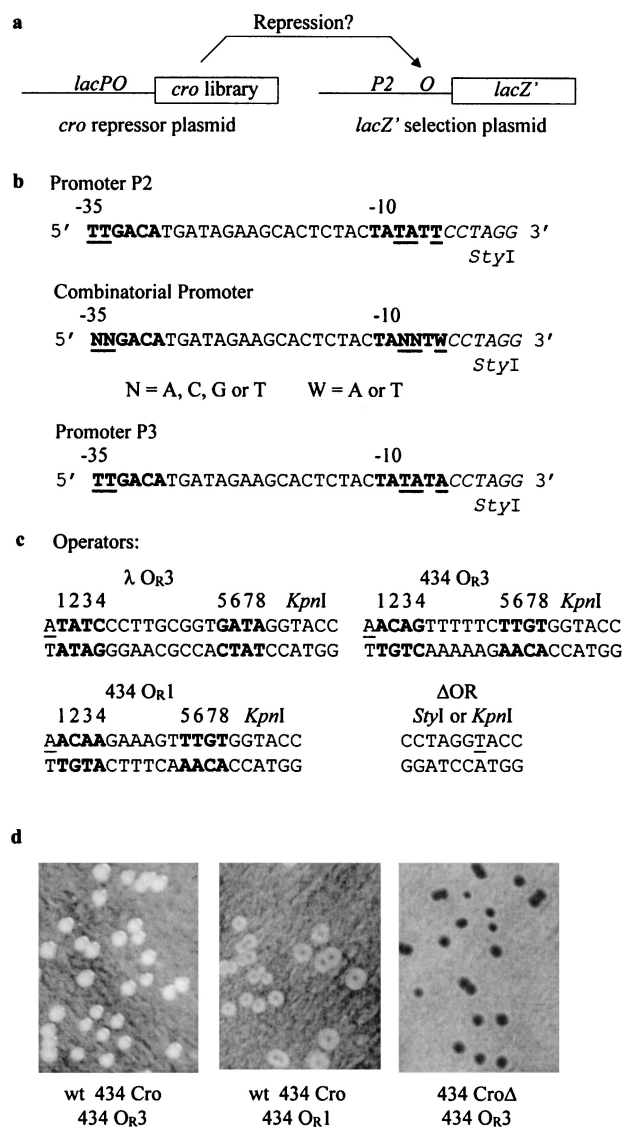 a Repression?
lacPO P2 O
cro library lacZ'
cro repressor plasmid lacZ' selection plasmid
b Promoter P2
-35 -10
5' TTGACATGATAGAAGCACTCTACTATATTCCTAGG 3'
StyI
Combinatorial Promoter
-35 -10
5' NNGACATGATAGAAGCACTCTACTANNTWCCTAGG 3'
StyI
N = A, C, G or T W = A or T
Promoter P3
-35 -10
5' TTGACATGATAGAAGCACTCTACTATATACCTAGG 3'
StyI
c Operators:
λ OR3 434 OR3
1234 5678 KpnI 1234 5678 KpnI
ATATCCCTTGCGGTGATAGGTACC AACAGTTTTTCTTGTGGTACC
TATAGGGAACGCCACTATCCATGG TTGTCAAAAAGAACACCATGG
434 OR1 ΔOR
1234 5678 KpnI StyI or KpnI
AACAAGAAAGTTTTGTGGTACC CCTAGGTACC
TTGTACTTTCAAACACCATGG GGATCCATGG
d
wt 434 Cro wt 434 Cro 434 CroΔ
434 OR3 434 OR1 434 OR3